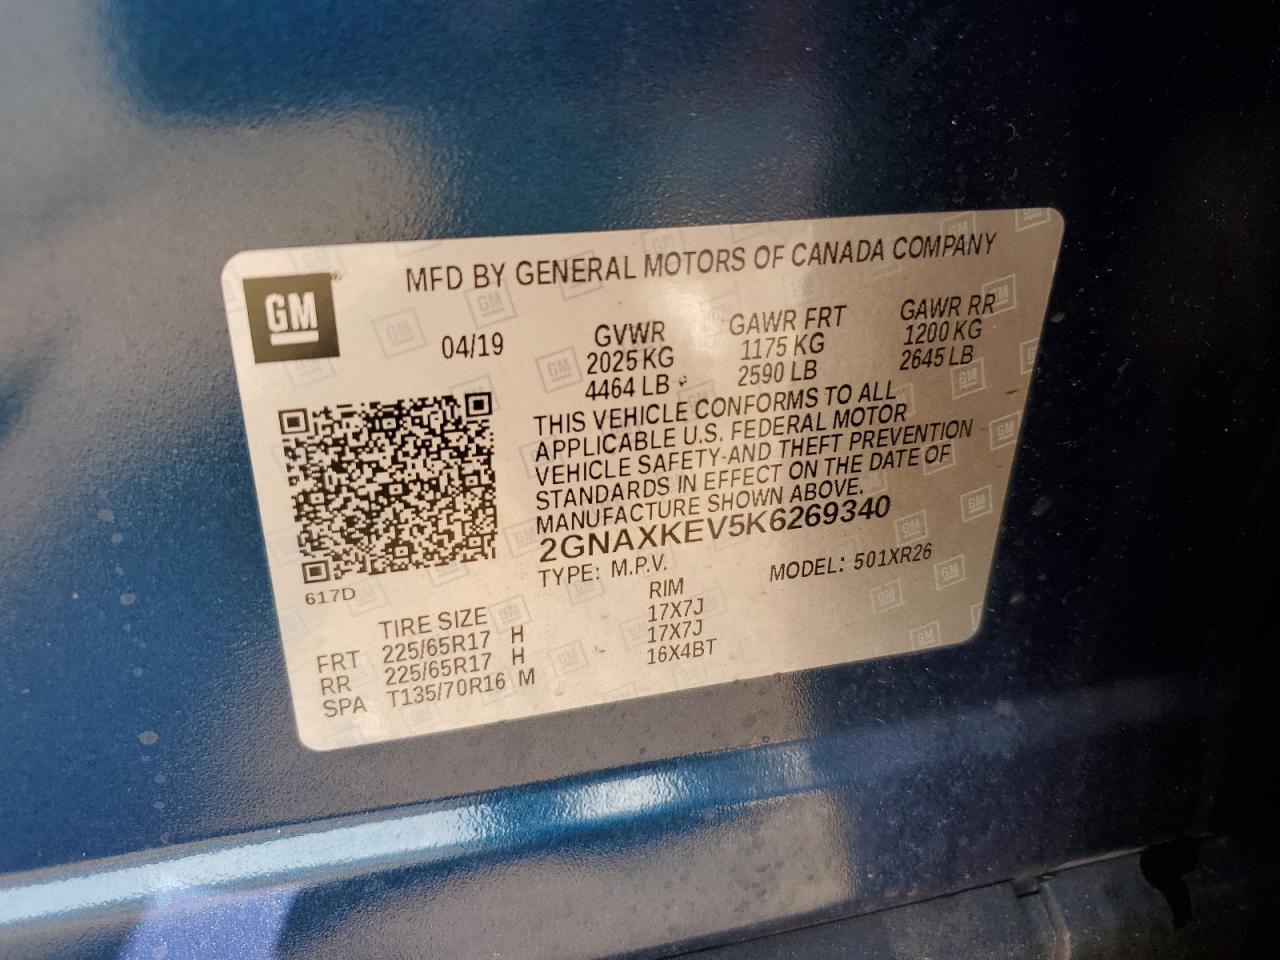 GM
MFD BY GENERAL MOTORS OF CANADA COMPANY
04/19
GVWR GAWR FRT GAWR RR
2025 KG 1175 KG 1200 KG
4464 LB 2590 LB 2645 LB
THIS VEHICLE CONFORMS TO ALL
APPLICABLE U.S. FEDERAL MOTOR
VEHICLE SAFETY AND THEFT PREVENTION
STANDARDS IN EFFECT ON THE DATE OF
MANUFACTURE SHOWN ABOVE.
2GNAXKEV5K6269340
TYPE: M.P.V. MODEL: 501XR26
617D
TIRE SIZE RIM
FRT 225/65R17 H 17X7J
RR 225/65R17 H 17X7J
SPA T135/70R16 M 16X4BT